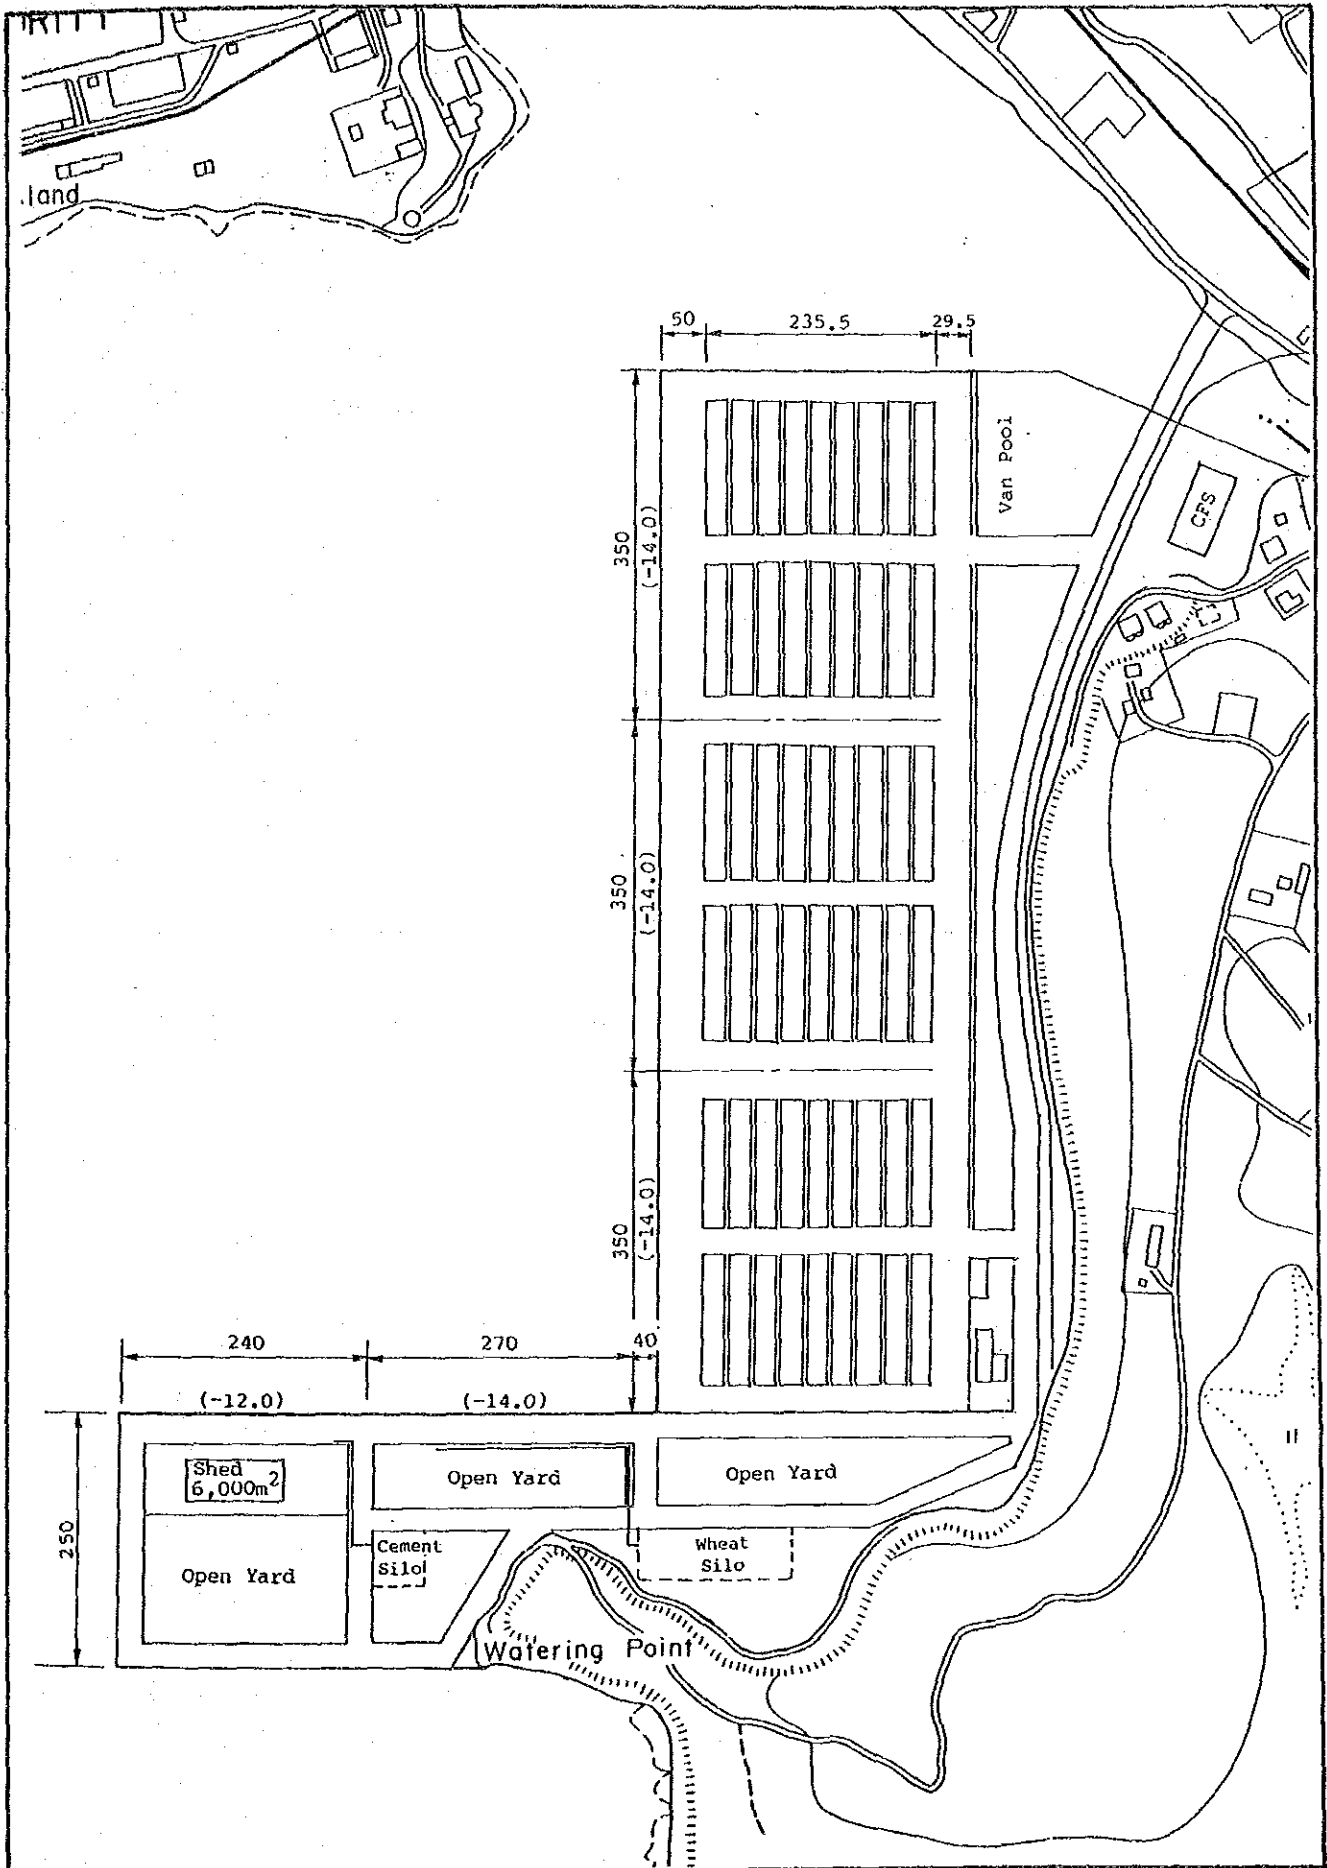 .land
50
235.5
29.5
Van Pool
CFS
350
(-14.0)
350
(-14.0)
350
(-14.0)
240
270
40
(-12.0)
(-14.0)
Shed
6,000m²
Open Yard
Open Yard
250
Cement
Silo
Wheat
Silo
Open Yard
Watering Point